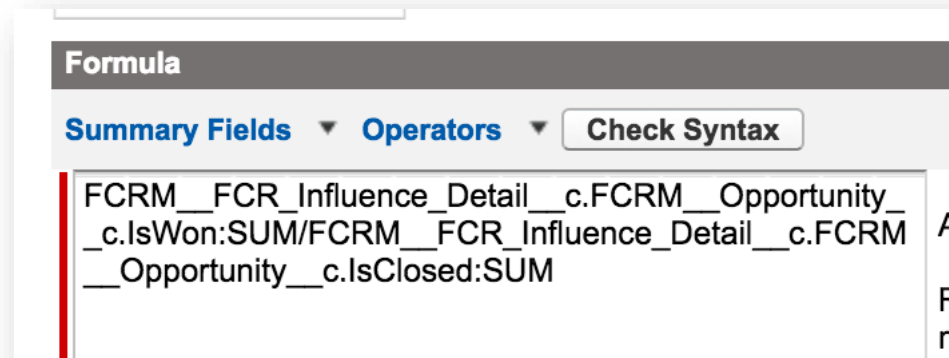 Formula
Summary Fields Operators Check Syntax
FCRM__FCR_Influence_Detail__c.FCRM__Opportunity_
_c.IsWon:SUM/FCRM__FCR_Influence_Detail__c.FCRM
__Opportunity__c.IsClosed:SUM